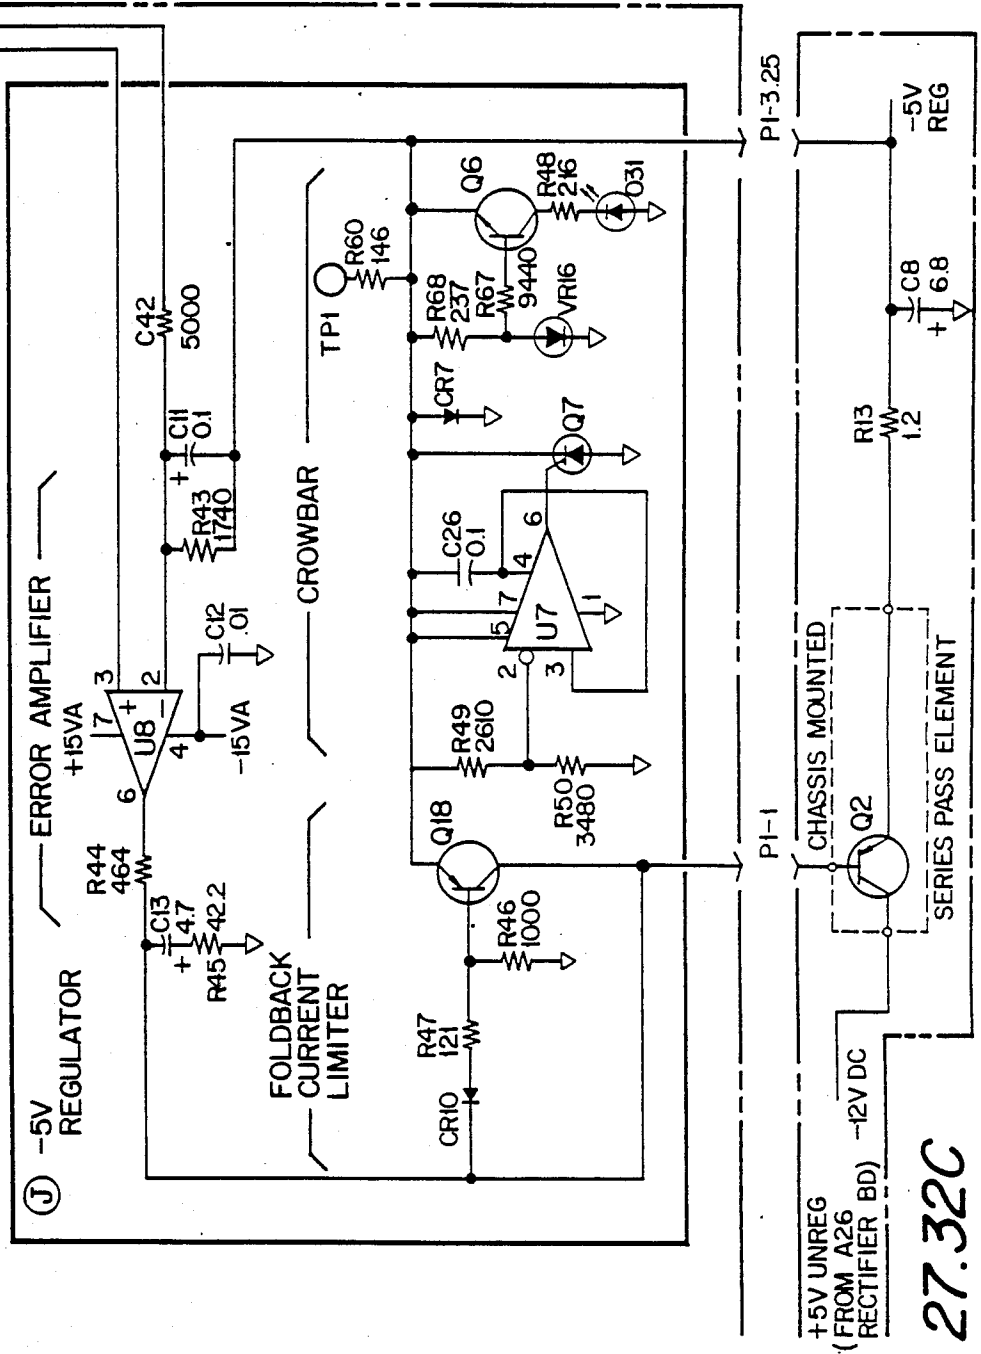 J
-5V
REGULATOR
ERROR AMPLIFIER
FOLDBACK
CURRENT
LIMITER
CROWBAR
+15VA
3
7
+
U8
-
2
4
6
-15VA
C12
.01
R44
464
C13
4.7
+
R45
42.2
R43
1740
C11
0.1
+
C42
5000
TP1
R60
146
CR10
R47
121
R46
1000
Q18
R49
2610
R50
3480
U7
2
3
5
7
4
6
1
C26
0.1
Q7
CR7
R68
237
R67
9440
VR16
Q6
R48
216
031
P1-3.25
P1-1
+5V UNREG
(FROM A26
RECTIFIER BD)
-12V DC
CHASSIS MOUNTED
Q2
SERIES PASS ELEMENT
R13
1.2
C8
6.8
+
-5V
REG
27.32C